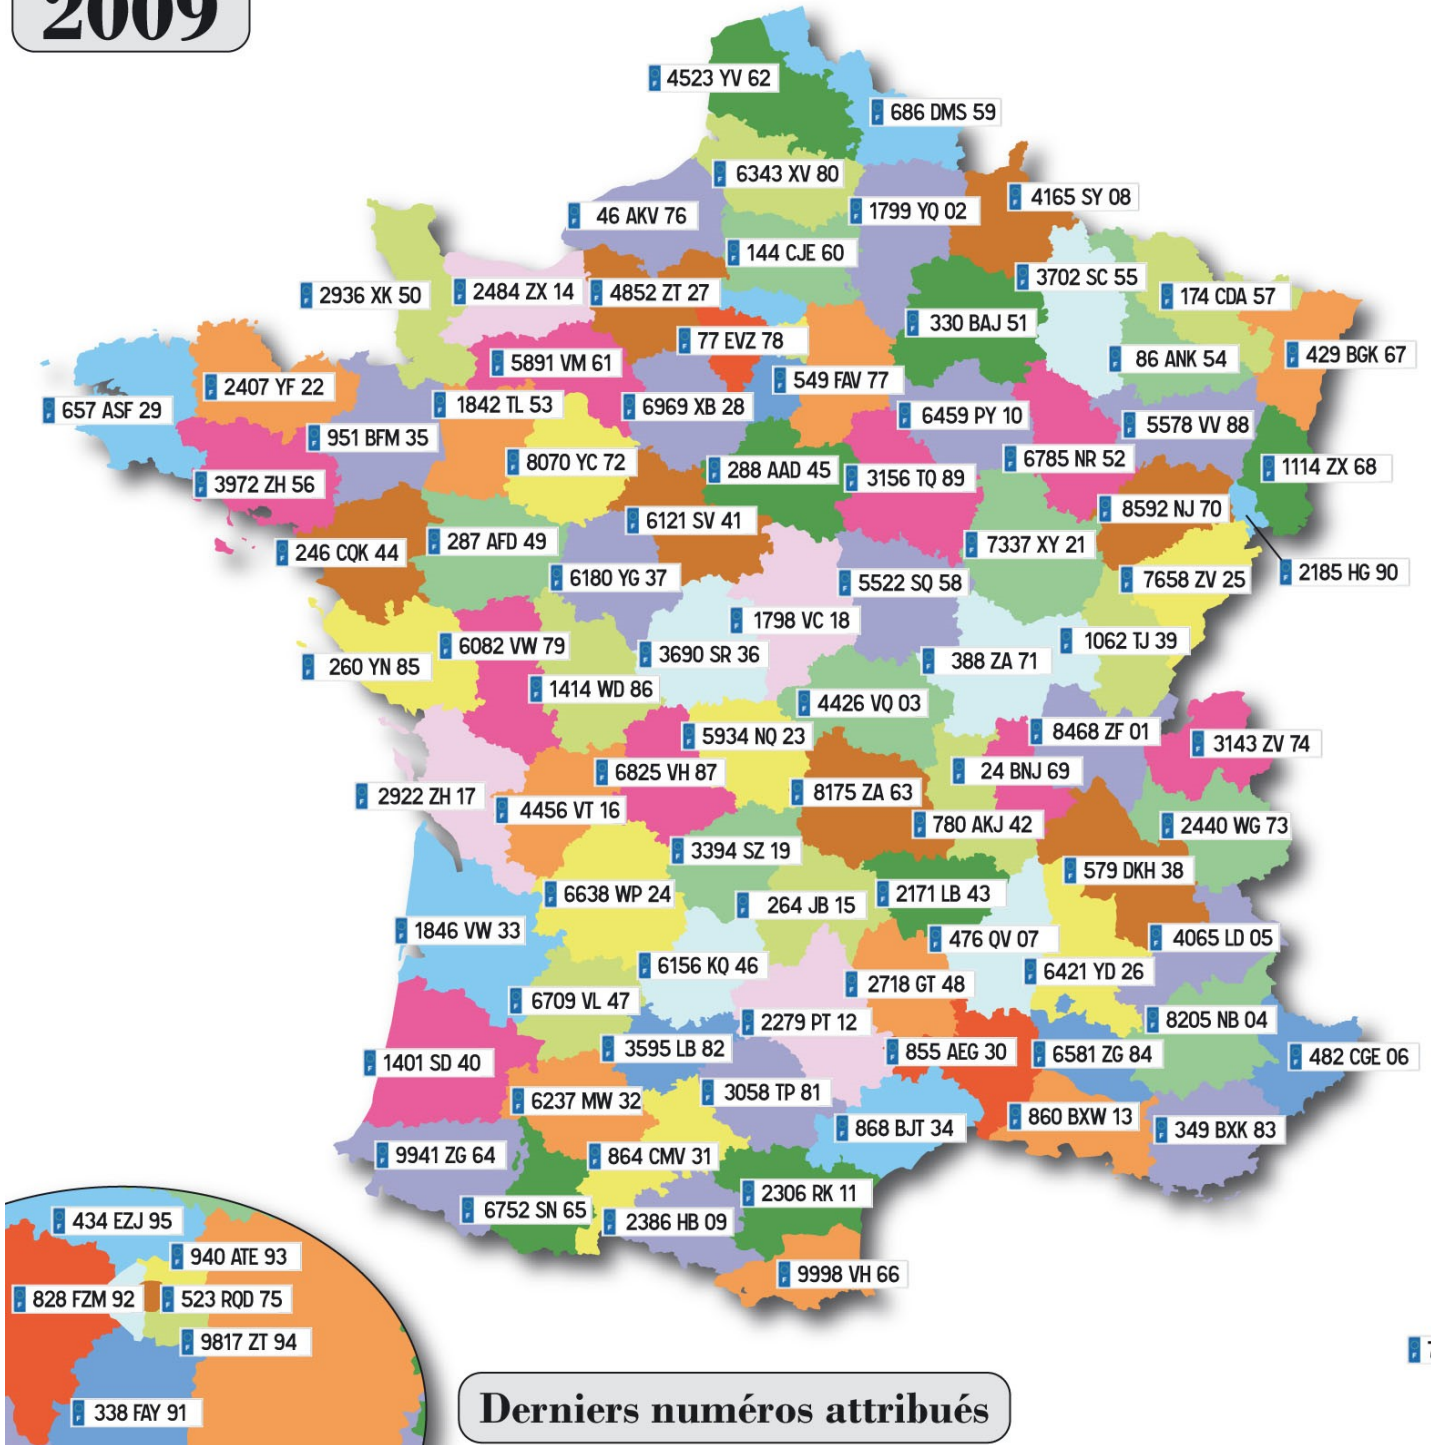 2009
4523 YV 62
686 DMS 59
6343 XV 80
4165 SY 08
46 AKV 76
1799 YQ 02
144 CJE 60
3702 SC 55
2936 XK 50
2484 ZX 14
4852 ZT 27
174 CDA 57
330 BAJ 51
77 EVZ 78
86 ANK 54
429 BGK 67
5891 VM 61
549 FAV 77
2407 YF 22
657 ASF 29
1842 TL 53
6969 XB 28
6459 PY 10
5578 VV 88
951 BFM 35
8070 YC 72
288 AAD 45
3156 TQ 89
6785 NR 52
1114 ZX 68
3972 ZH 56
8592 NJ 70
6121 SV 41
246 CQK 44
287 AFD 49
7337 XY 21
6180 YG 37
5522 SQ 58
7658 ZV 25
2185 HG 90
1798 VC 18
260 YN 85
6082 VW 79
3690 SR 36
388 ZA 71
1062 TJ 39
1414 WD 86
4426 VQ 03
5934 NQ 23
8468 ZF 01
3143 ZV 74
6825 VH 87
24 BNJ 69
2922 ZH 17
4456 VT 16
8175 ZA 63
780 AKJ 42
2440 WG 73
3394 SZ 19
579 DKH 38
6638 WP 24
264 JB 15
2171 LB 43
1846 VW 33
476 QV 07
4065 LD 05
6156 KQ 46
6421 YD 26
2718 GT 48
6709 VL 47
2279 PT 12
8205 NB 04
1401 SD 40
3595 LB 82
855 AEG 30
6581 ZG 84
482 CGE 06
6237 MW 32
3058 TP 81
868 BJT 34
860 BXW 13
349 BXK 83
9941 ZG 64
864 CMV 31
6752 SN 65
2386 HB 09
2306 RK 11
9998 VH 66
434 EZJ 95
940 ATE 93
828 FZM 92
523 RQD 75
9817 ZT 94
338 FAY 91
Derniers numéros attribués